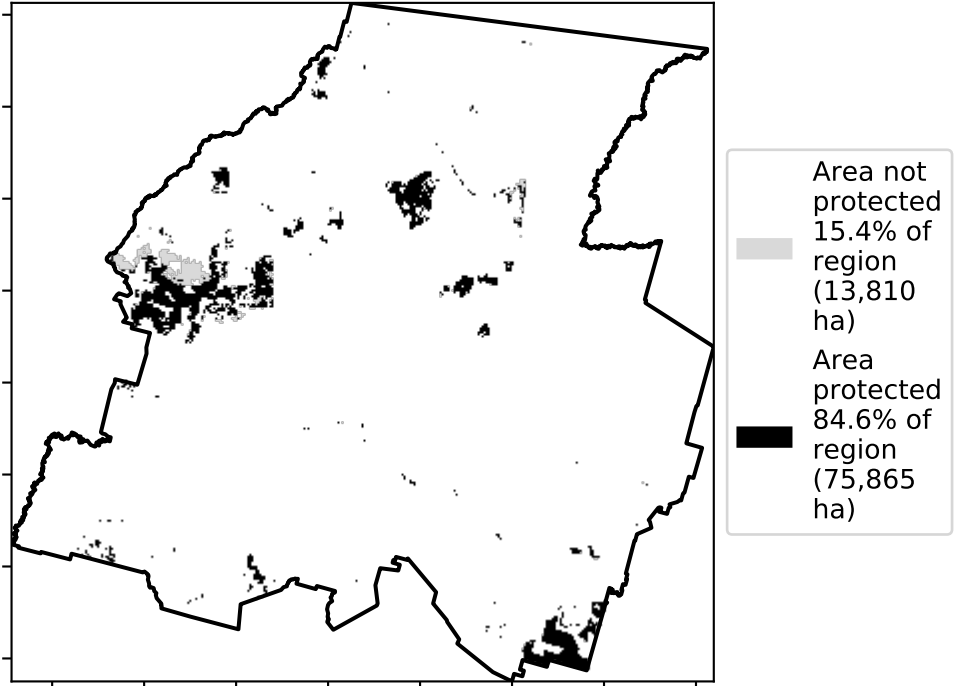 Area not
protected
15.4% of
region
(13,810
ha)
Area
protected
84.6% of
region
(75,865
ha)